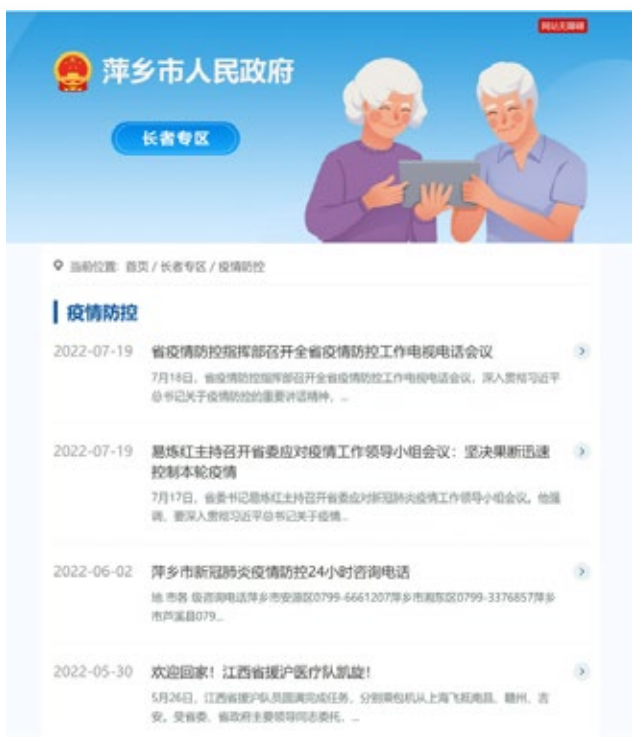 网站无障碍
萍乡市人民政府
长者专区
当前位置: 首页 / 长者专区 / 疫情防控
疫情防控
2022-07-19 省疫情防控指挥部召开全省疫情防控工作电视电话会议
7月18日，省疫情防控指挥部召开全省疫情防控工作电视电话会议，深入贯彻习近平
总书记关于疫情防控的重要讲话精神，...
2022-07-19 易炼红主持召开省委应对疫情工作领导小组会议：坚决果断迅速
控制本轮疫情
7月17日，省委书记易炼红主持召开省委应对新冠肺炎疫情工作领导小组会议。他强
调，要深入贯彻习近平总书记关于疫情...
2022-06-02 萍乡市新冠肺炎疫情防控24小时咨询电话
地 市各 级咨询电话萍乡市安源区0799-6661207萍乡市湘东区0799-3376857萍乡
市芦溪县079...
2022-05-30 欢迎回家！江西省援沪医疗队凯旋！
5月26日，江西省援沪队员圆满完成任务，分别乘包机从上海飞抵南昌、赣州、吉
安。受省委、省政府主要领导同志委托，...